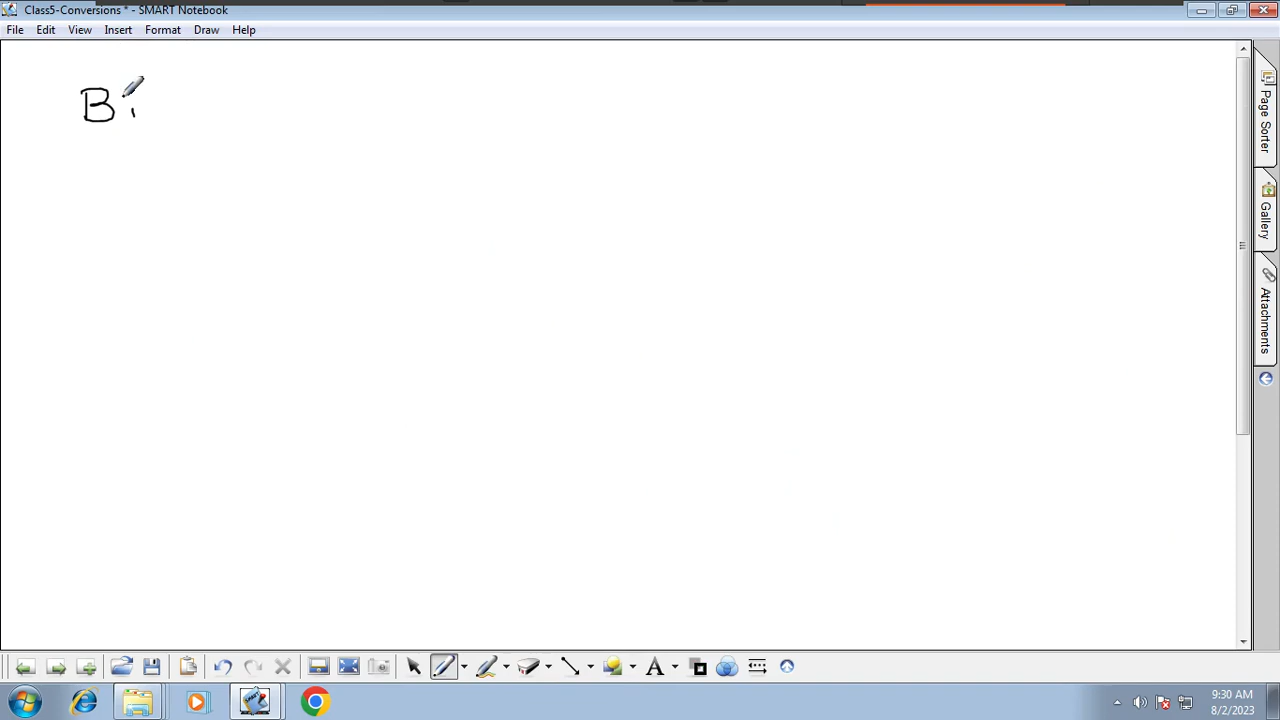 Class5-Conversions * - SMART Notebook
File Edit View Insert Format Draw Help
Bi
Page Sorter
Gallery
Attachments
A
9:30 AM
8/2/2023